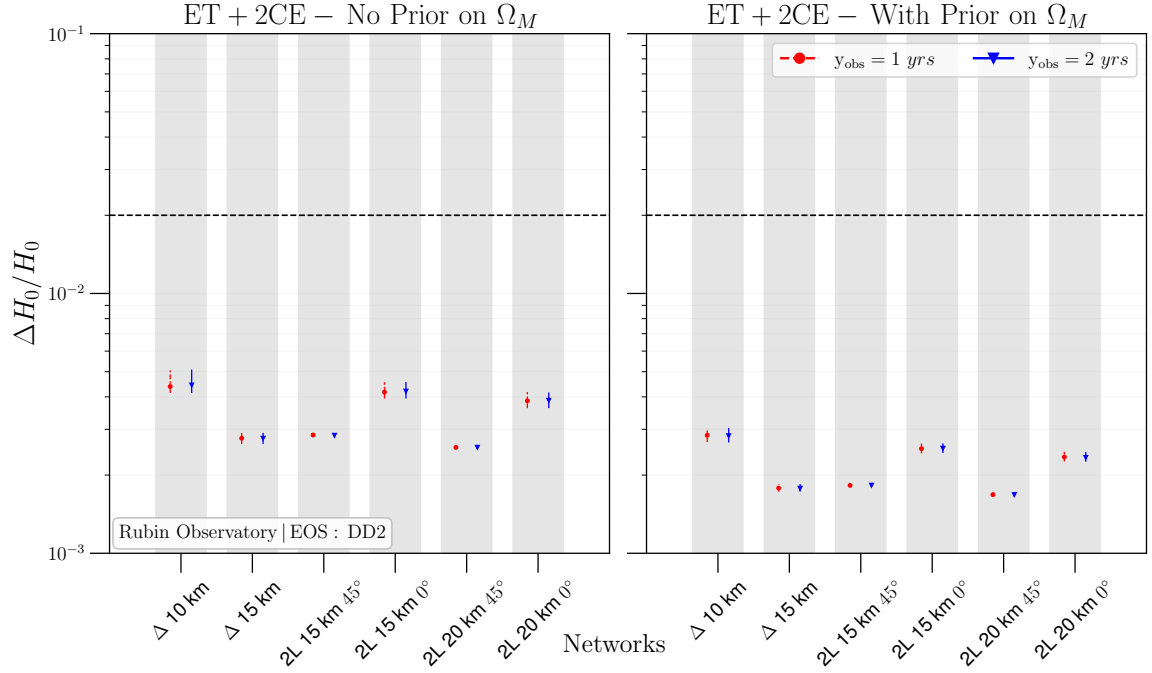 ET + 2CE − No Prior on Ω_M
ET + 2CE − With Prior on Ω_M
y_obs = 1 yrs
y_obs = 2 yrs
10⁻¹
10⁻²
10⁻³
ΔH₀/H₀
Rubin Observatory | EOS : DD2
Δ 10 km
Δ 15 km
2L 15 km 45°
2L 15 km 0°
2L 20 km 45°
2L 20 km 0°
Δ 10 km
Δ 15 km
2L 15 km 45°
2L 15 km 0°
2L 20 km 45°
2L 20 km 0°
Networks